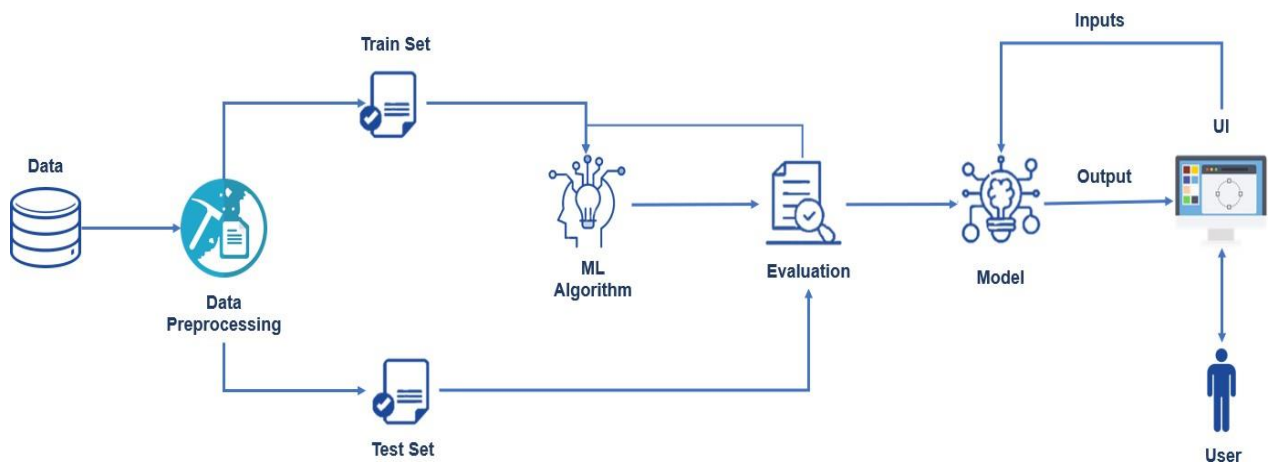 Inputs
Train Set
UI
Data
Output
ML
Algorithm
Evaluation
Model
Data
Preprocessing
Test Set
User